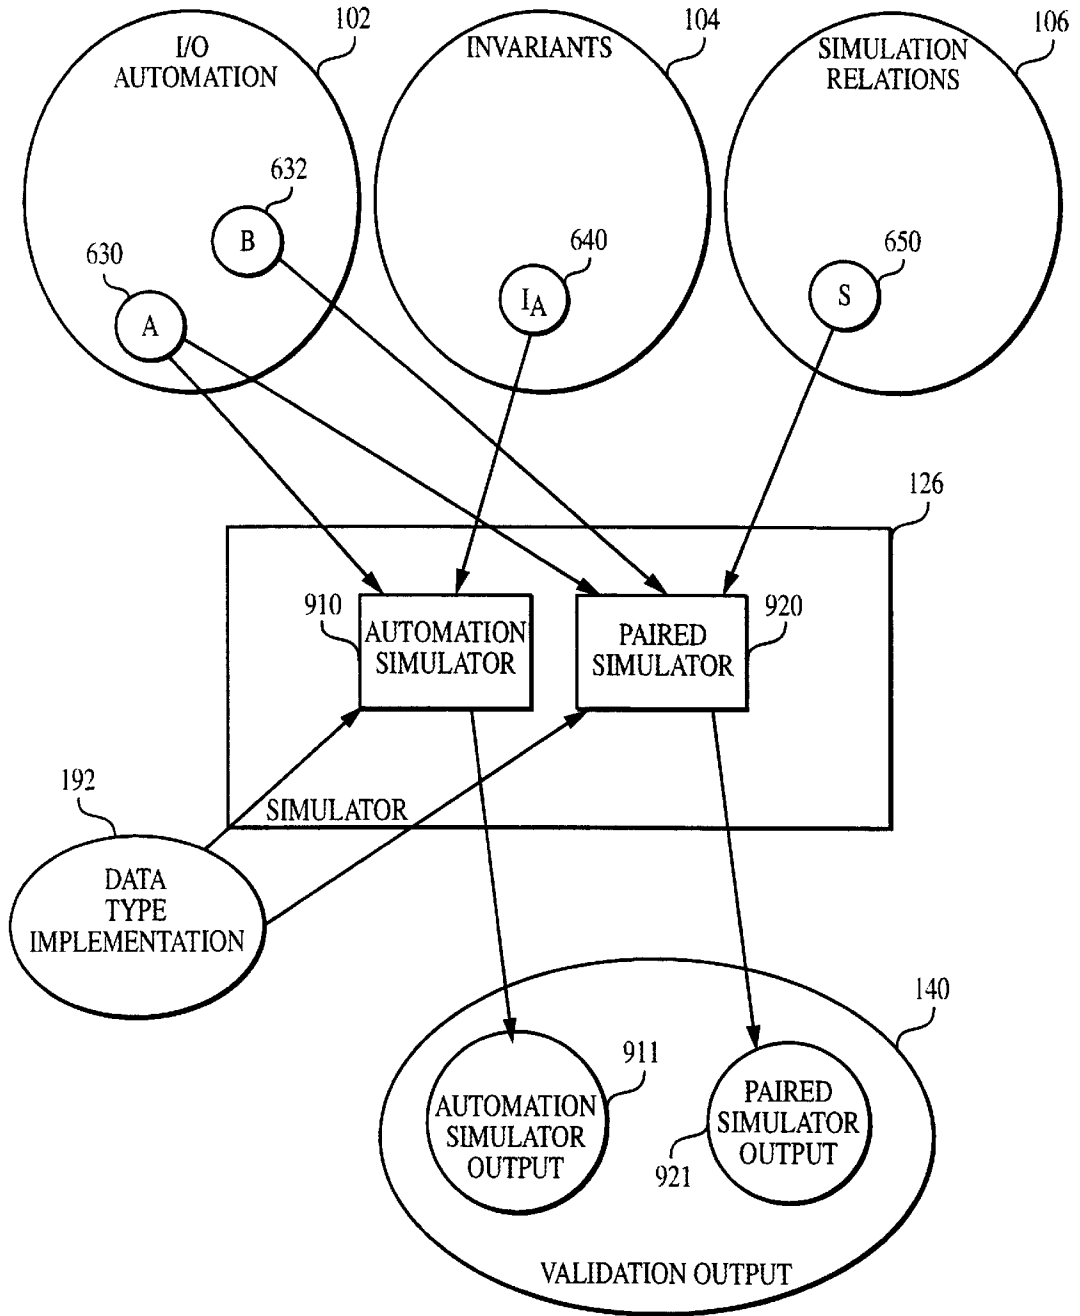 102
I/O
AUTOMATION
104
INVARIANTS
106
SIMULATION
RELATIONS
632
B
630
A
640
IA
650
S
126
910
AUTOMATION
SIMULATOR
920
PAIRED
SIMULATOR
SIMULATOR
192
DATA
TYPE
IMPLEMENTATION
140
911
AUTOMATION
SIMULATOR
OUTPUT
PAIRED
SIMULATOR
OUTPUT
921
VALIDATION OUTPUT